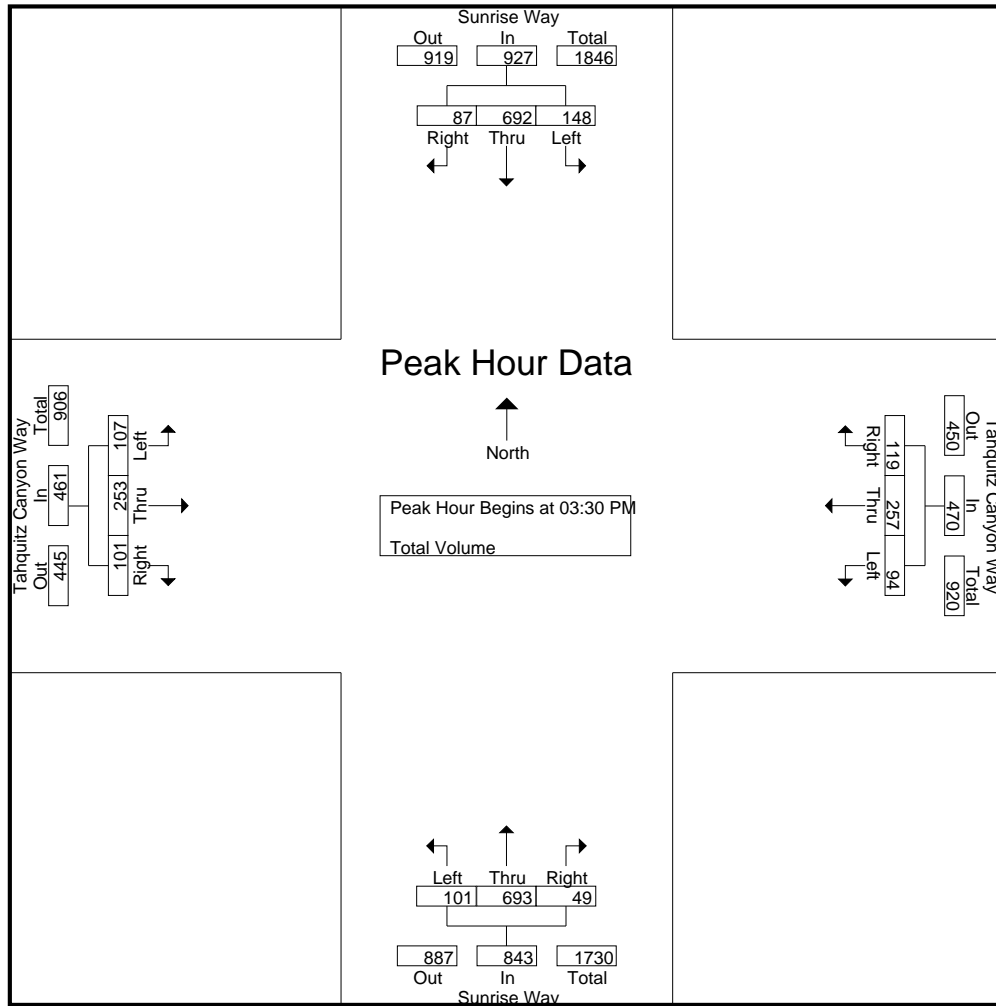 Sunrise Way
Out In Total
919 927 1846
87 692 148
Right Thru Left
Peak Hour Data
North
Peak Hour Begins at 03:30 PM
Total Volume
Tahquitz Canyon Way
Total In Out
906 461 445
107 253 101
Left Thru Right
Tahquitz Canyon Way
Out In Total
450 470 920
119 257 94
Right Thru Left
Left Thru Right
101 693 49
887 843 1730
Out In Total
Sunrise Way